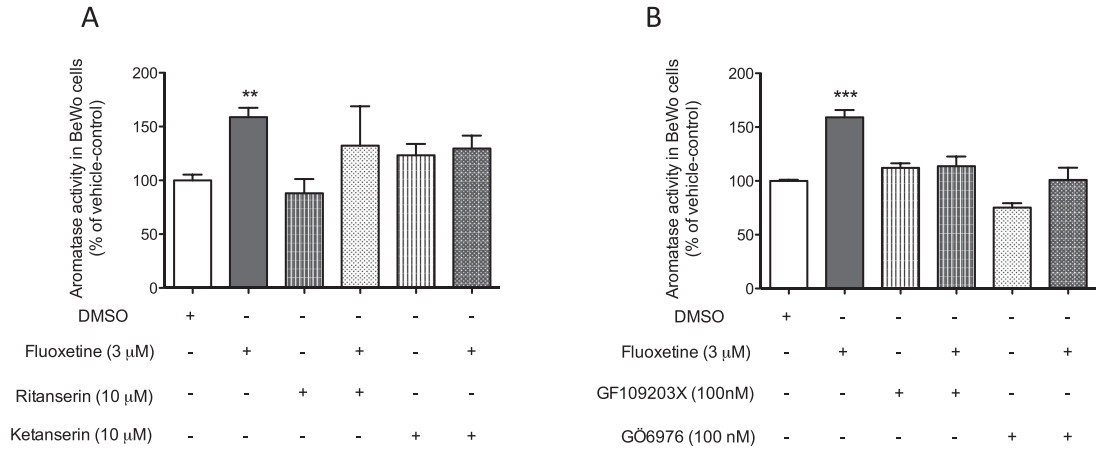 A
Aromatase activity in BeWo cells
(% of vehicle-control)
200
150
100
50
0
**
DMSO + - - - - -
Fluoxetine (3 μM) - + - + - +
Ritanserin (10 μM) - - + + - -
Ketanserin (10 μM) - - - - + +
B
Aromatase activity in BeWo cells
(% of vehicle-control)
200
150
100
50
0
***
DMSO + - - - - -
Fluoxetine (3 μM) - + - + - +
GF109203X (100nM) - - + + - -
GÖ6976 (100 nM) - - - - + +